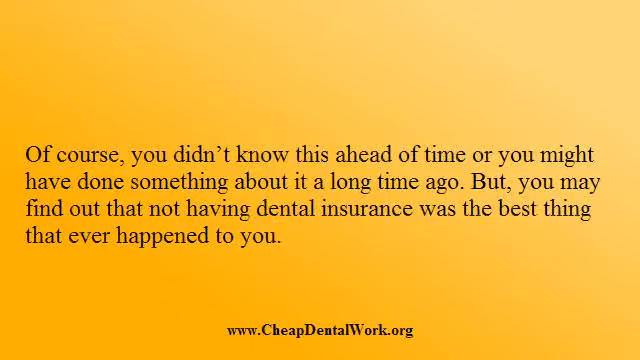 Of course, you didn’t know this ahead of time or you might
have done something about it a long time ago. But, you may
find out that not having dental insurance was the best thing
that ever happened to you.
www.CheapDentalWork.org